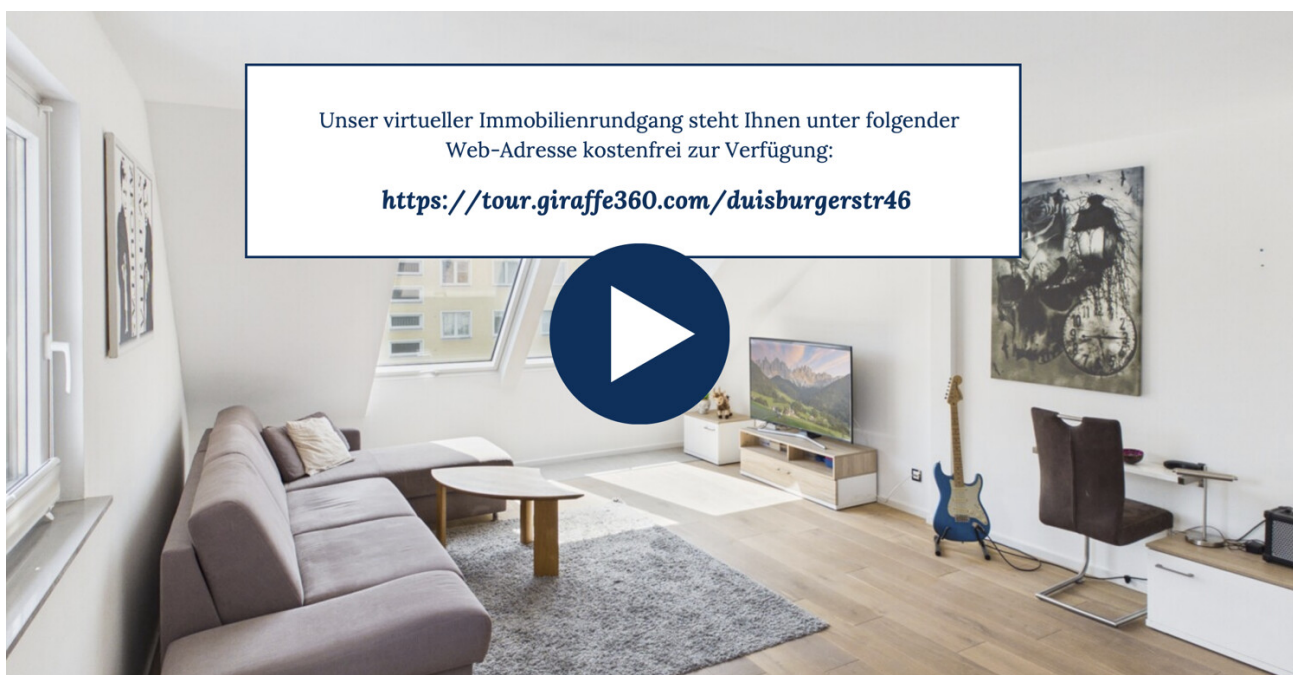 Unser virtueller Immobilienrundgang steht Ihnen unter folgender
Web-Adresse kostenfrei zur Verfügung:
https://tour.giraffe360.com/duisburgerstr46